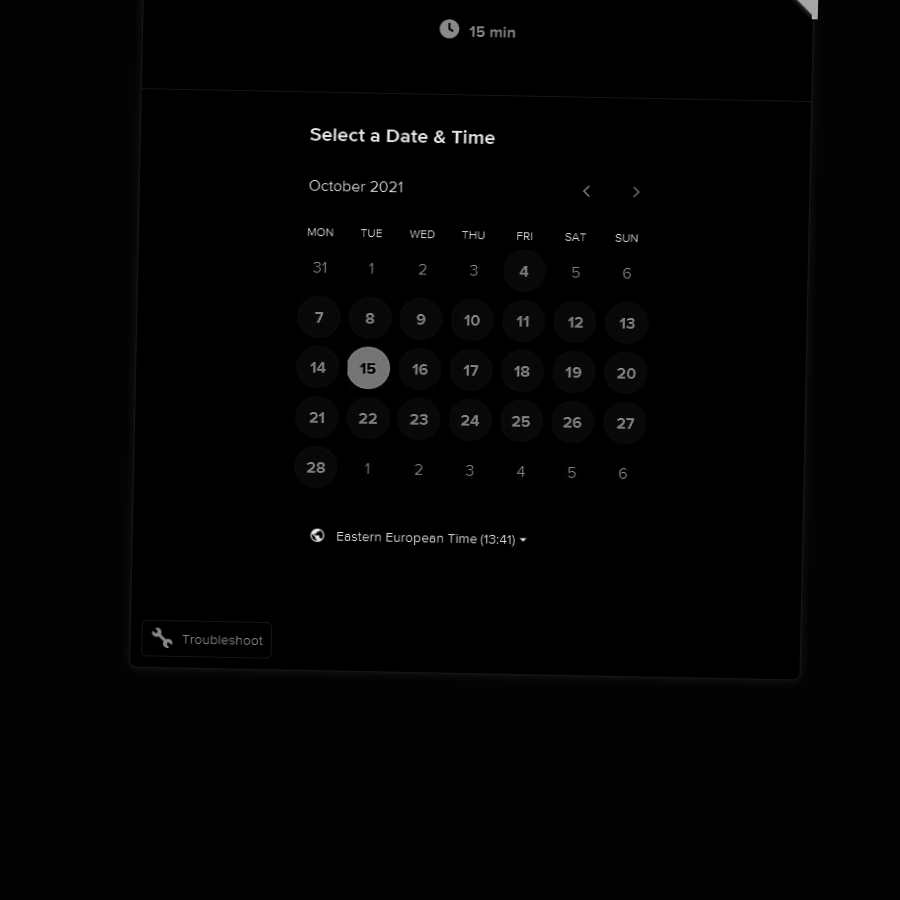 15 min
Select a Date & Time
October 2021
MON TUE WED THU FRI SAT SUN
31 1 2 3 4 5 6
7 8 9 10 11 12 13
14 15 16 17 18 19 20
21 22 23 24 25 26 27
28 1 2 3 4 5 6
Eastern European Time (13:41)
Troubleshoot